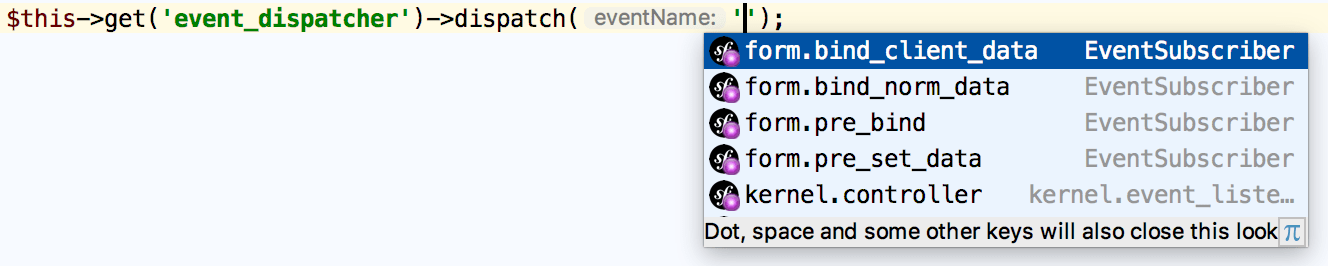 $this->get('event_dispatcher')->dispatch( eventName: '');
form.bind_client_data EventSubscriber
form.bind_norm_data EventSubscriber
form.pre_bind EventSubscriber
form.pre_set_data EventSubscriber
kernel.controller kernel.event_liste…
Dot, space and some other keys will also close this look π